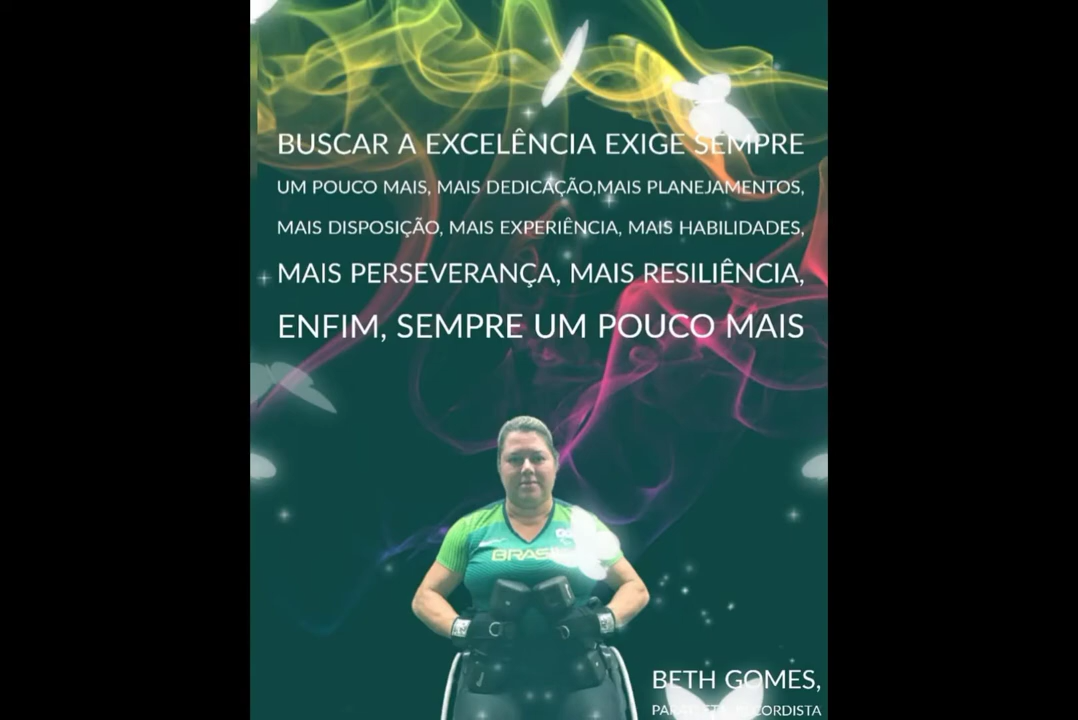 BUSCAR A EXCELÊNCIA EXIGE SEMPRE
UM POUCO MAIS, MAIS DEDICAÇÃO,MAIS PLANEJAMENTOS,
MAIS DISPOSIÇÃO, MAIS EXPERIÊNCIA, MAIS HABILIDADES,
MAIS PERSEVERANÇA, MAIS RESILIÊNCIA,
ENFIM, SEMPRE UM POUCO MAIS
BRASIL
BETH GOMES,